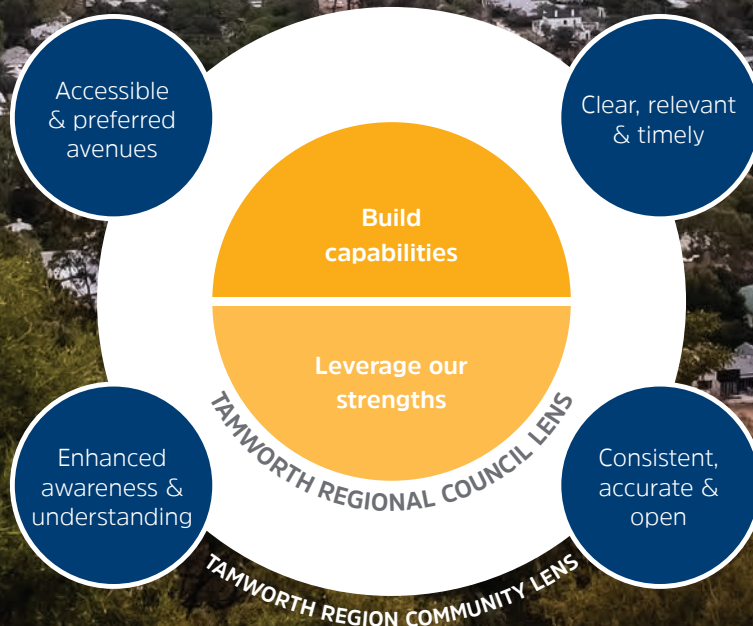 Accessible
& preferred
avenues
Clear, relevant
& timely
Build
capabilities
Leverage our
strengths
TAMWORTH REGIONAL COUNCIL LENS
Enhanced
awareness &
understanding
Consistent,
accurate &
open
TAMWORTH REGION COMMUNITY LENS